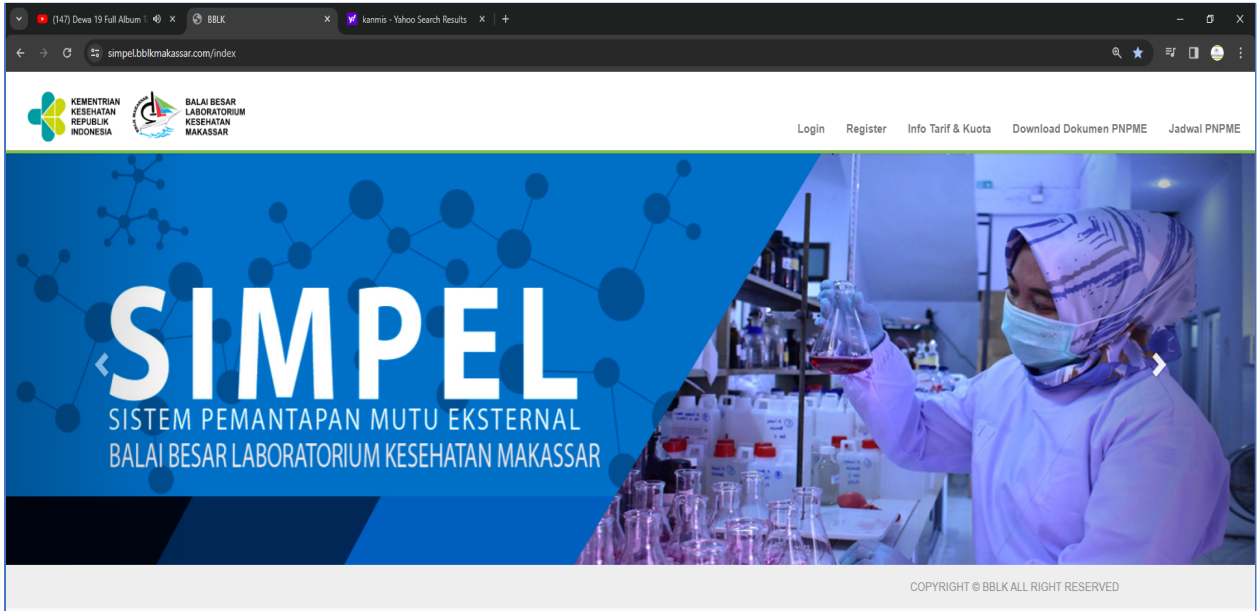 (147) Dewa 19 Full Album
BBLK
kanmis - Yahoo Search Results
simpel.bblkmakassar.com/index
KEMENTRIAN
KESEHATAN
REPUBLIK
INDONESIA
BBLK MAKASSAR
BALAI BESAR
LABORATORIUM
KESEHATAN
MAKASSAR
Login Register Info Tarif & Kuota Download Dokumen PNPME Jadwal PNPME
SIMPEL
SISTEM PEMANTAPAN MUTU EKSTERNAL
BALAI BESAR LABORATORIUM KESEHATAN MAKASSAR
COPYRIGHT © BBLK ALL RIGHT RESERVED